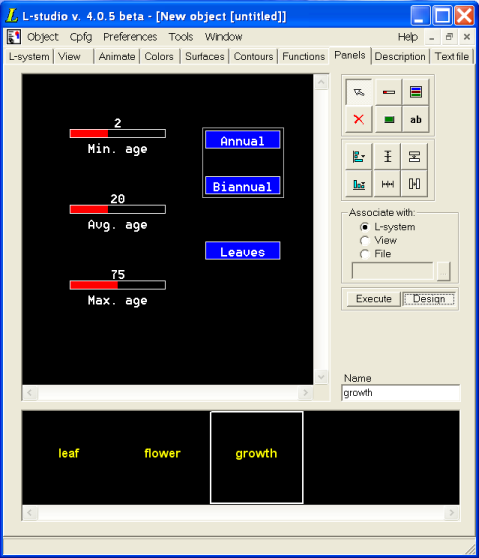 L-studio v. 4.0.5 beta - [New object [untitled]]
Object Cpfg Preferences Tools Window Help
L-system View Animate Colors Surfaces Contours Functions Panels Description Text file
2
Min. age
20
Avg. age
75
Max. age
Annual
Biannual
Leaves
ab
Associate with:
L-system
View
File
...
Execute Design
Name
growth
leaf flower growth